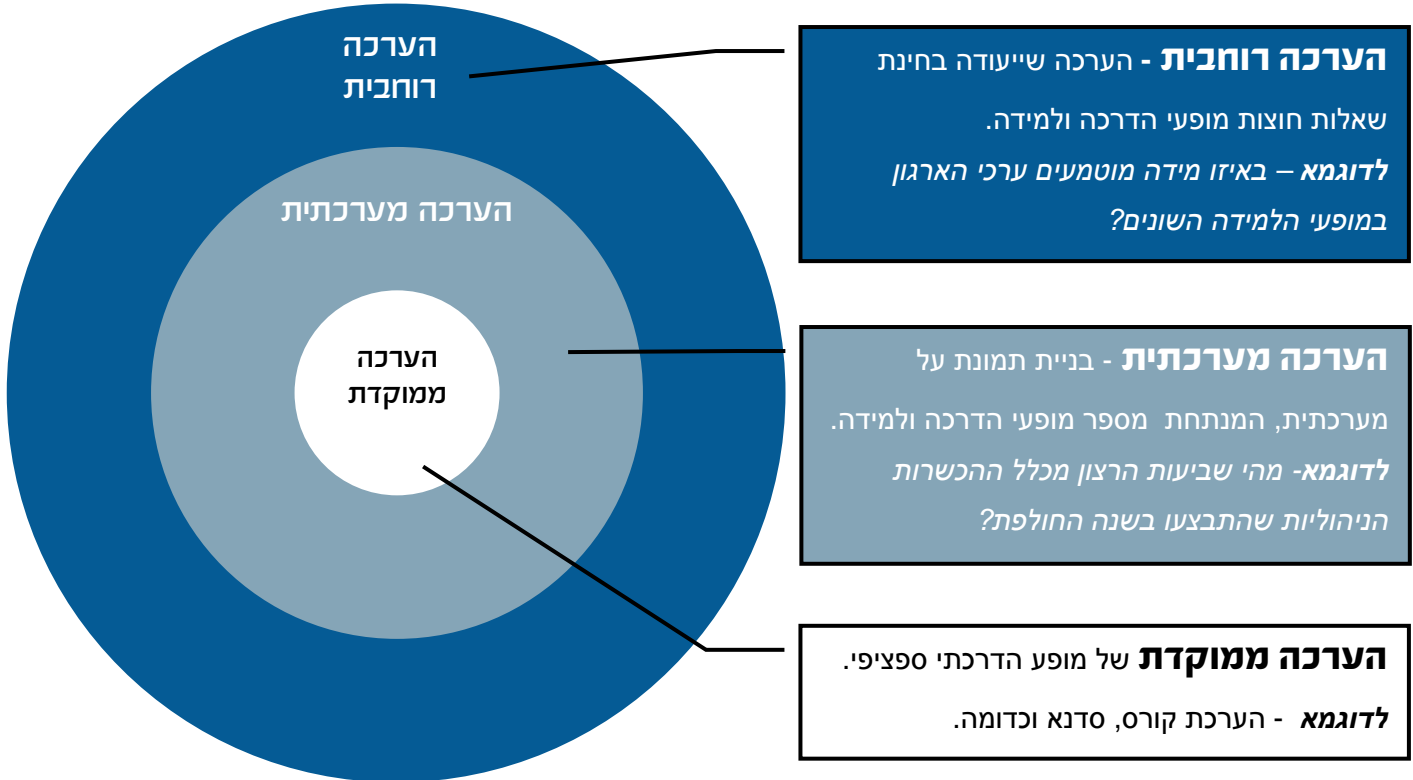 הערכה
רוחבית
הערכה מערכתית
הערכה
ממוקדת
הערכה רוחבית - הערכה שייעודה בחינת
שאלות חוצות מופעי הדרכה ולמידה.
לדוגמא – באיזו מידה מוטמעים ערכי הארגון
במופעי הלמידה השונים?
הערכה מערכתית - בניית תמונת על
מערכתית, המנתחת מספר מופעי הדרכה ולמידה.
לדוגמא- מהי שביעות הרצון מכלל ההכשרות
הניהוליות שהתבצעו בשנה החולפת?
הערכה ממוקדת של מופע הדרכתי ספציפי.
לדוגמא - הערכת קורס, סדנא וכדומה.